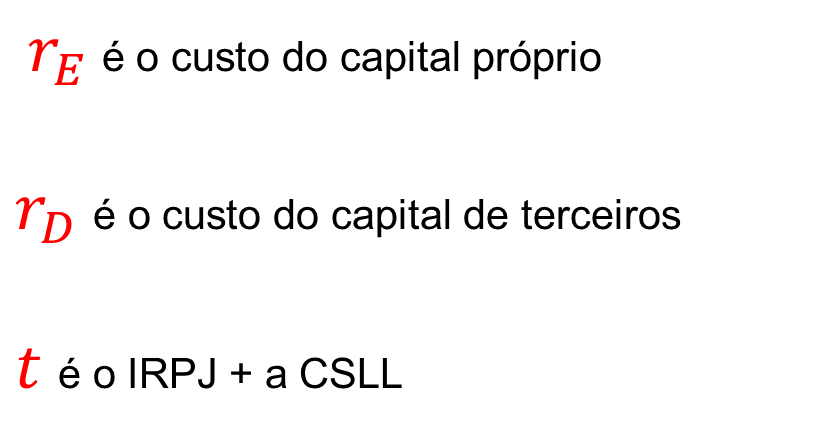 r_E é o custo do capital próprio
r_D é o custo do capital de terceiros
t é o IRPJ + a CSLL